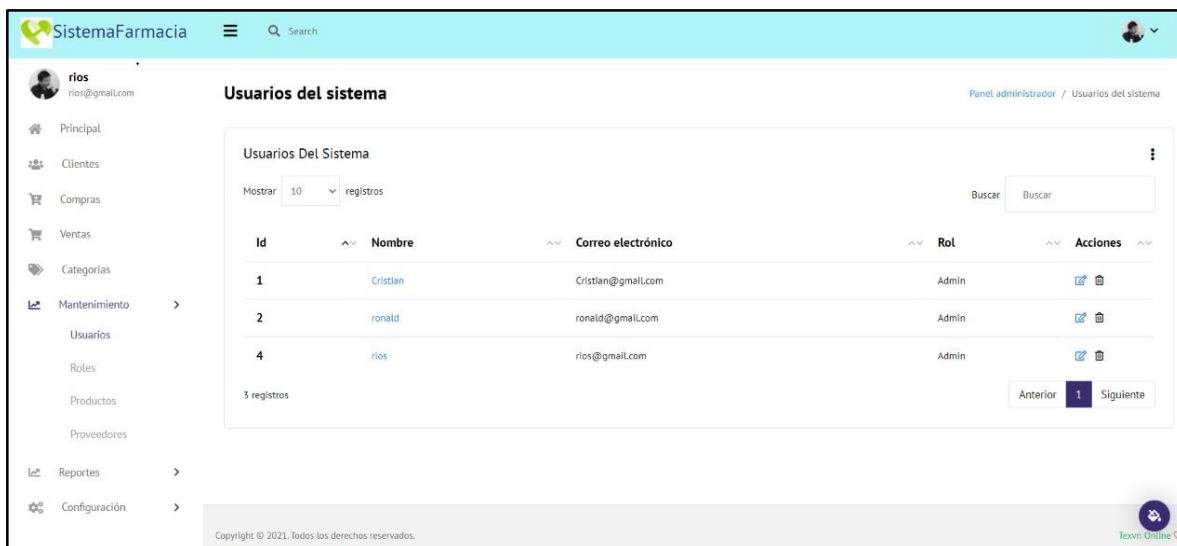 SistemaFarmacia
Search
rios
rios@gmail.com
Principal
Clientes
Compras
Ventas
Categorías
Mantenimiento
Usuarios
Roles
Productos
Proveedores
Reportes
Configuración
Usuarios del sistema
Panel administrador / Usuarios del sistema
Usuarios Del Sistema
Mostrar 10 registros
Buscar Buscar
Id Nombre Correo electrónico Rol Acciones
1 Cristian Cristian@gmail.com Admin
2 ronald ronald@gmail.com Admin
4 rios rios@gmail.com Admin
3 registros
Anterior 1 Siguiente
Copyright © 2021. Todos los derechos reservados.
Texvn Online